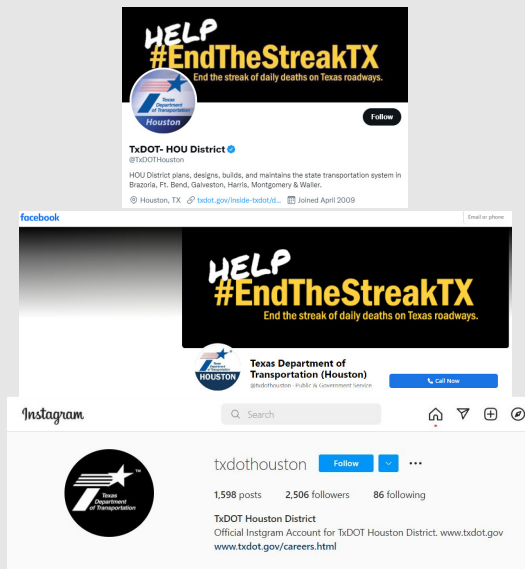 HELP
#EndTheStreakTX
End the streak of daily deaths on Texas roadways.
Texas
Department
of Transportation
Houston
Follow
TxDOT- HOU District
@TxDOTHouston
HOU District plans, designs, builds, and maintains the state transportation system in
Brazoria, Ft. Bend, Galveston, Harris, Montgomery & Waller.
Houston, TX txdot.gov/inside-txdot/d... Joined April 2009
facebook
Email or phone
HELP
#EndTheStreakTX
End the streak of daily deaths on Texas roadways.
HOUSTON
Texas Department of
Transportation (Houston)
@txdothouston · Public & Government Service
Call Now
Instagram
Search
Texas
Department
of Transportation
TM
txdothouston Follow
1,598 posts 2,506 followers 86 following
TxDOT Houston District
Official Instgram Account for TxDOT Houston District. www.txdot.gov
www.txdot.gov/careers.html